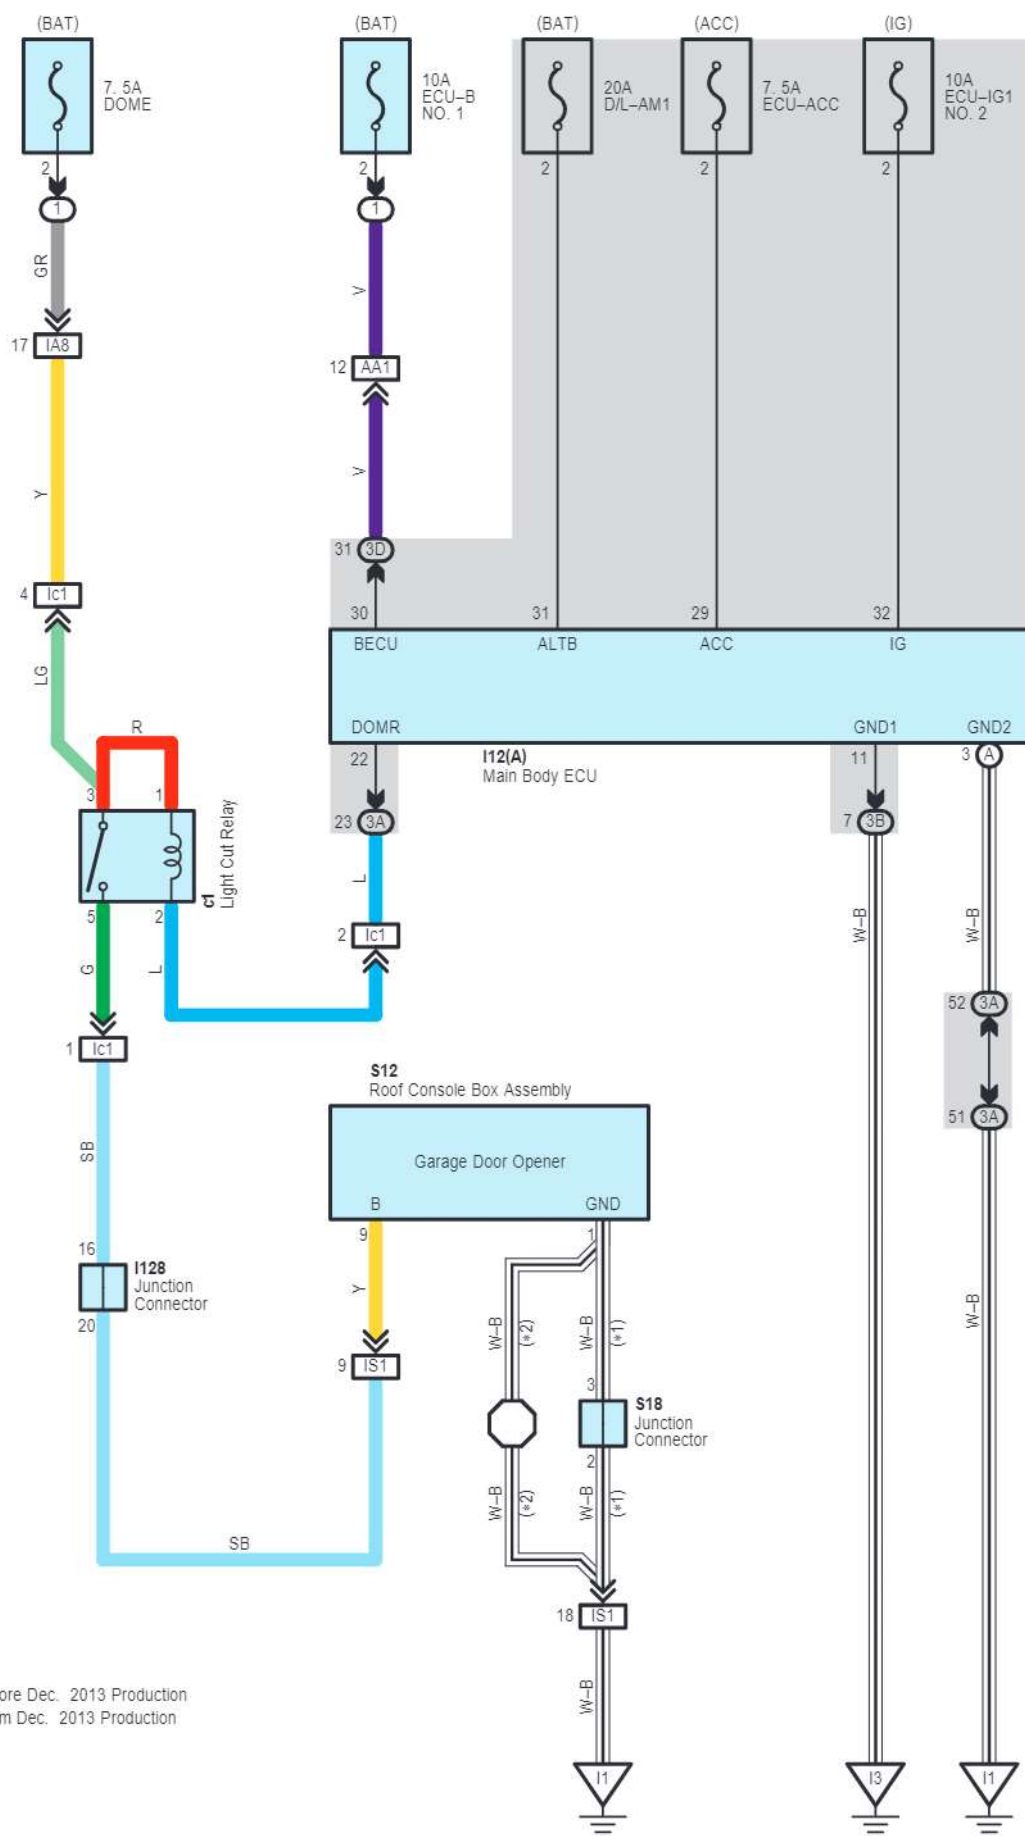 (BAT)
(BAT)
(BAT)
(ACC)
(IG)
7. 5A
DOME
10A
ECU–B
NO. 1
20A
D/L–AM1
7. 5A
ECU–ACC
10A
ECU–IG1
NO. 2
2
2
2
2
2
1
1
GR
V
17 IA8
12 AA1
Y
V
31 3D
4 Ic1
30
31
29
32
BECU
ALTB
ACC
IG
LG
R
DOMR
GND1
GND2
22
I12(A)
Main Body ECU
11
3 A
3
1
23 3A
7 3B
c1
Light Cut Relay
5
2
L
G
L
2 Ic1
W–B
W–B
52 3A
1 Ic1
S12
Roof Console Box Assembly
51 3A
SB
Garage Door Opener
B
GND
9
1
16
I128
Junction
Connector
20
Y
W–B
(*2)
W–B
(*1)
W–B
9 IS1
3
S18
Junction
Connector
2
W–B
(*2)
W–B
(*1)
SB
18 IS1
W–B
ore Dec. 2013 Production
m Dec. 2013 Production
I1
I3
I1